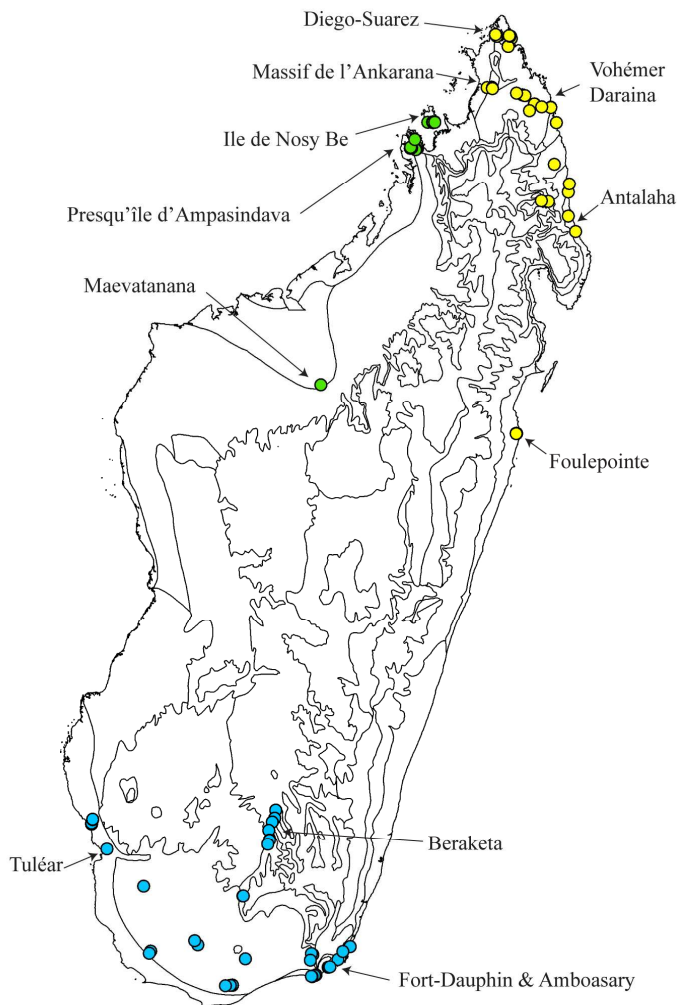 Diego-Suarez
Massif de l’Ankarana
Vohémer
Daraina
Ile de Nosy Be
Presqu’île d’Ampasindava
Antalaha
Maevatanana
Foulepointe
Beraketa
Tuléar
Fort-Dauphin & Amboasary